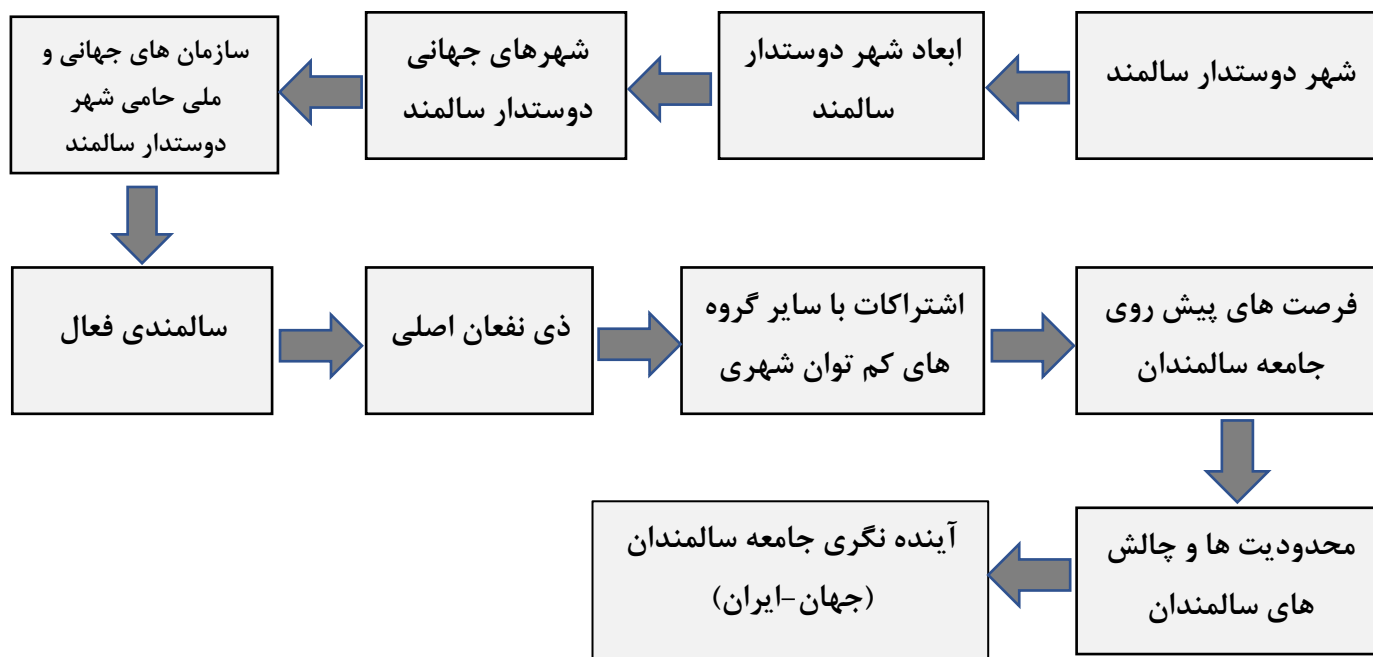 شهر دوستدار سالمند
ابعاد شهر دوستدار
سالمند
شهرهای جهانی
دوستدار سالمند
سازمان های جهانی و
ملی حامی شهر
دوستدار سالمند
سالمندی فعال
ذی نفعان اصلی
اشتراکات با سایر گروه
های کم توان شهری
فرصت های پیش روی
جامعه سالمندان
محدودیت ها و چالش
های سالمندان
آینده نگری جامعه سالمندان
(جهان-ایران)